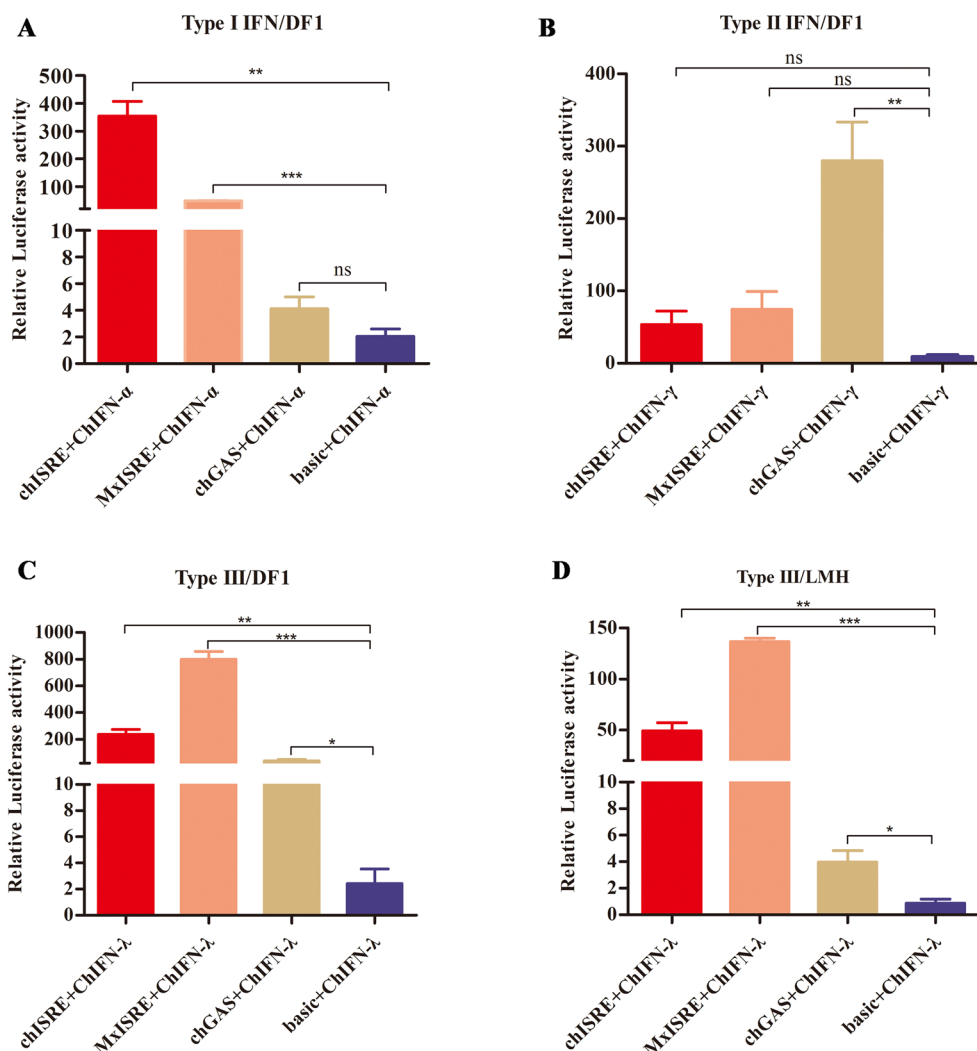 A
Type I IFN/DF1
Relative Luciferase activity
500
400
300
200
100
10
8
6
4
2
0
**
***
ns
chISRE+ChIFN-α
MxISRE+ChIFN-α
chGAS+ChIFN-α
basic+ChIFN-α
B
Type II IFN/DF1
Relative Luciferase activity
400
300
200
100
0
ns
ns
**
chISRE+ChIFN-γ
MxISRE+ChIFN-γ
chGAS+ChIFN-γ
basic+ChIFN-γ
C
Type III/DF1
Relative Luciferase activity
1000
800
600
400
200
10
8
6
4
2
0
**
***
*
chISRE+ChIFN-λ
MxISRE+ChIFN-λ
chGAS+ChIFN-λ
basic+ChIFN-λ
D
Type III/LMH
Relative Luciferase activity
150
100
50
10
8
6
4
2
0
**
***
*
chISRE+ChIFN-λ
MxISRE+ChIFN-λ
chGAS+ChIFN-λ
basic+ChIFN-λ